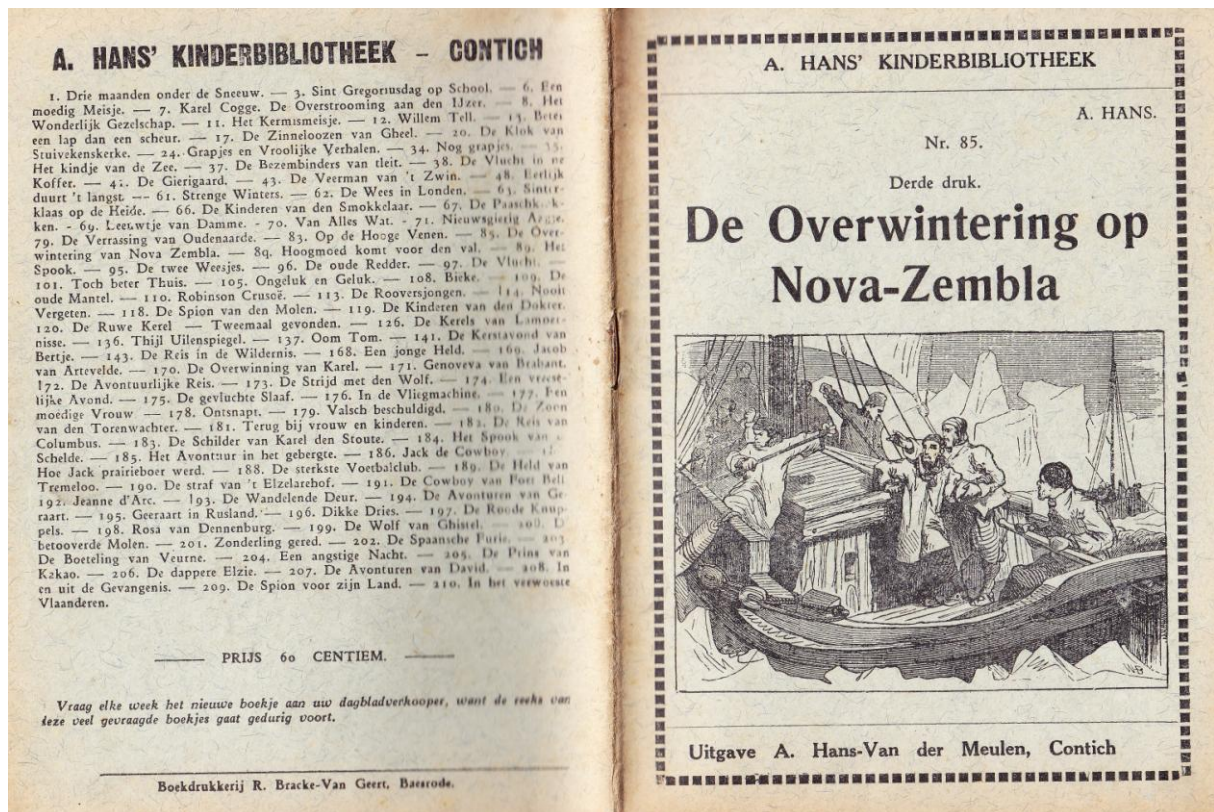 A. HANS' KINDERBIBLIOTHEEK – CONTICH
1. Drie maanden onder de Sneeuw. — 3. Sint Gregoriusdag op School. — 6. Een
moedig Meisje. — 7. Karel Cogge. De Overstrooming aan den IJzer. — 8. Het
Wonderlijk Gezelschap. — 11. Het Kermismeisje. — 12. Willem Tell. — 13. Beter
een lap dan een scheur. — 17. De Zinneloozen van Gheel. — 20. De Klok van
Stuivekenskerke. — 24. Grapjes en Vroolijke Verhalen. — 34. Nog grapjes. — 35.
Het kindje van de Zee. — 37. De Bezembinders van tleit. — 38. De Vlucht in ne
Koffer. — 4. De Gierigaard. — 43. De Veerman van 't Zwin. — 48. Eerlijk
duurt 't langst. -- 61. Strenge Winters. — 62. De Wees in Londen. — 63. Sinter-
klaas op de Heide. — 66. De Kinderen van den Smokkelaar. — 67. De Paaschk
ken. - 69. Leeuwtje van Damme. - 70. Van Alles Wat. - 71. Nieuwsgierig Aagje.
79. De Verrassing van Oudenaarde. — 83. Op de Hooge Venen. — 85. De Over-
wintering van Nova Zembla. — 89. Hoogmoed komt voor den val. — 89. Het
Spook. — 95. De twee Weesjes. — 96. De oude Redder. — 97. De Vlucht. —
101. Toch beter Thuis. — 105. Ongeluk en Geluk. — 108. Bieke. — 109. De
oude Mantel. — 110. Robinson Crusoë. — 113. De Rooversjongen. — 114. Nooit
Vergeten. — 118. De Spion van den Molen. — 119. De Kinderen van den Dokter.
120. De Ruwe Kerel — Tweemaal gevonden. — 126. De Kerels van Lamoer-
nisse. — 136. Thijl Uilenspiegel. — 137. Oom Tom. — 141. De Kerstavond van
Bertje. — 143. De Reis in de Wildernis. — 168. Een jonge Held. — 169. Jacob
van Artevelde. — 170. De Overwinning van Karel. — 171. Genoveva van Brabant.
172. De Avontuurlijke Reis. — 173. De Strijd met den Wolf. — 174. Een vreese-
lijke Avond. — 175. De gevluchte Slaaf. — 176. In de Vliegmachine. — 177. Een
moedige Vrouw — 178. Ontsnapt. — 179. Valsch beschuldigd. — 180. De Zoon
van den Torenwachter. — 181. Terug bij vrouw en kinderen. — 182. De Reis van
Columbus. — 183. De Schilder van Karel den Stoute. — 184. Het Spook van
Schelde. — 185. Het Avontuur in het gebergte. — 186. Jack de Cowboy. —
Hoe Jack prairieboer werd. — 188. De sterkste Voetbalclub. — 189. De Held van
Tremeloo. — 190. De straf van 't Elzelarehof. — 191. De Cowboy van Fort Bell
192. Jeanne d'Arc. — 193. De Wandelende Deur. — 194. De Avonturen van Ge-
raart. — 195. Geeraart in Rusland. — 196. Dikke Dries. — 197. De Roode Knup-
pels. — 198. Rosa van Dennenburg. — 199. De Wolf van Ghistel. — 200. D
betooverde Molen. — 201. Zonderling gered. — 202. De Spaansche Furie. — 203
De Boeteling van Veurne. — 204. Een angstige Nacht. — 205. De Prins van
Kakao. — 206. De dappere Elzie. — 207. De Avonturen van David. — 208. In
en uit de Gevangenis. — 209. De Spion voor zijn Land. — 210. In het verwoeste
Vlaanderen.
PRIJS 60 CENTIEM.
Vraag elke week het nieuwe boekje aan uw dagbladverkooper, want de reeks van
deze veel gevraagde boekjes gaat gedurig voort.
Boekdrukkerij R. Bracke-Van Geert, Baesrode.
A. HANS' KINDERBIBLIOTHEEK
A. HANS.
Nr. 85.
Derde druk.
De Overwintering op
Nova-Zembla
WB
Uitgave A. Hans-Van der Meulen, Contich